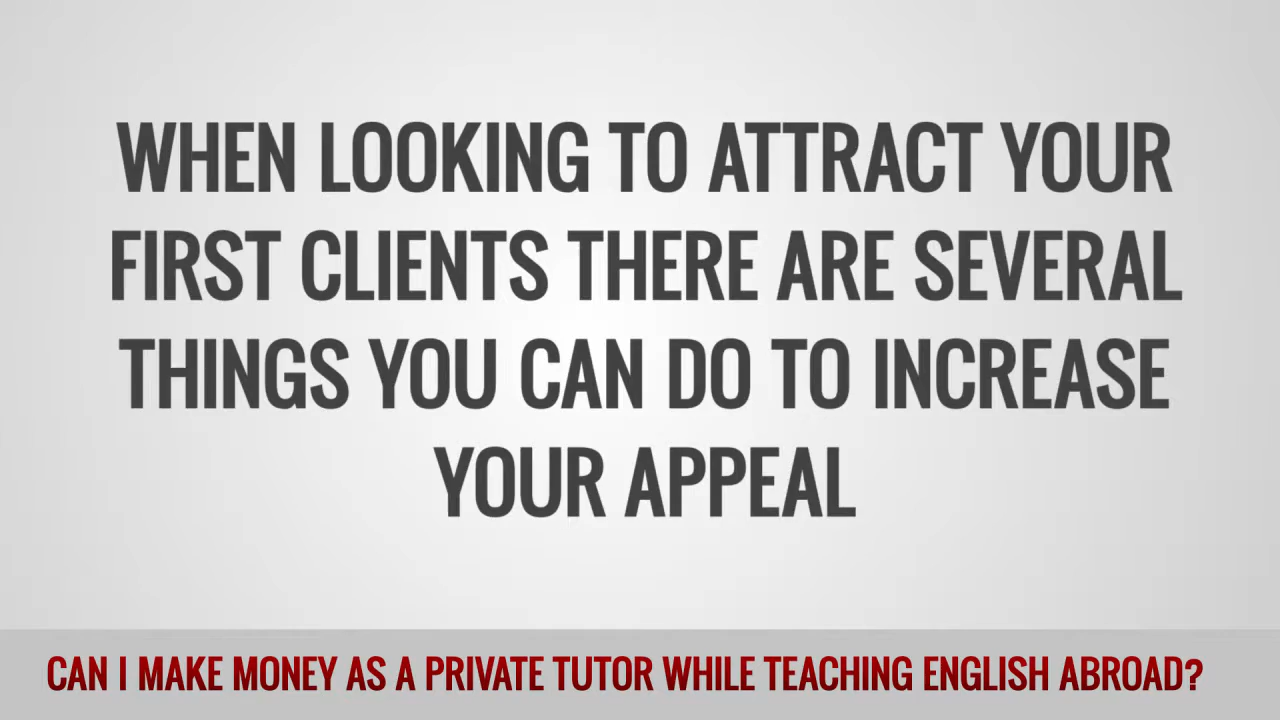 WHEN LOOKING TO ATTRACT YOUR
FIRST CLIENTS THERE ARE SEVERAL
THINGS YOU CAN DO TO INCREASE
YOUR APPEAL
CAN I MAKE MONEY AS A PRIVATE TUTOR WHILE TEACHING ENGLISH ABROAD?